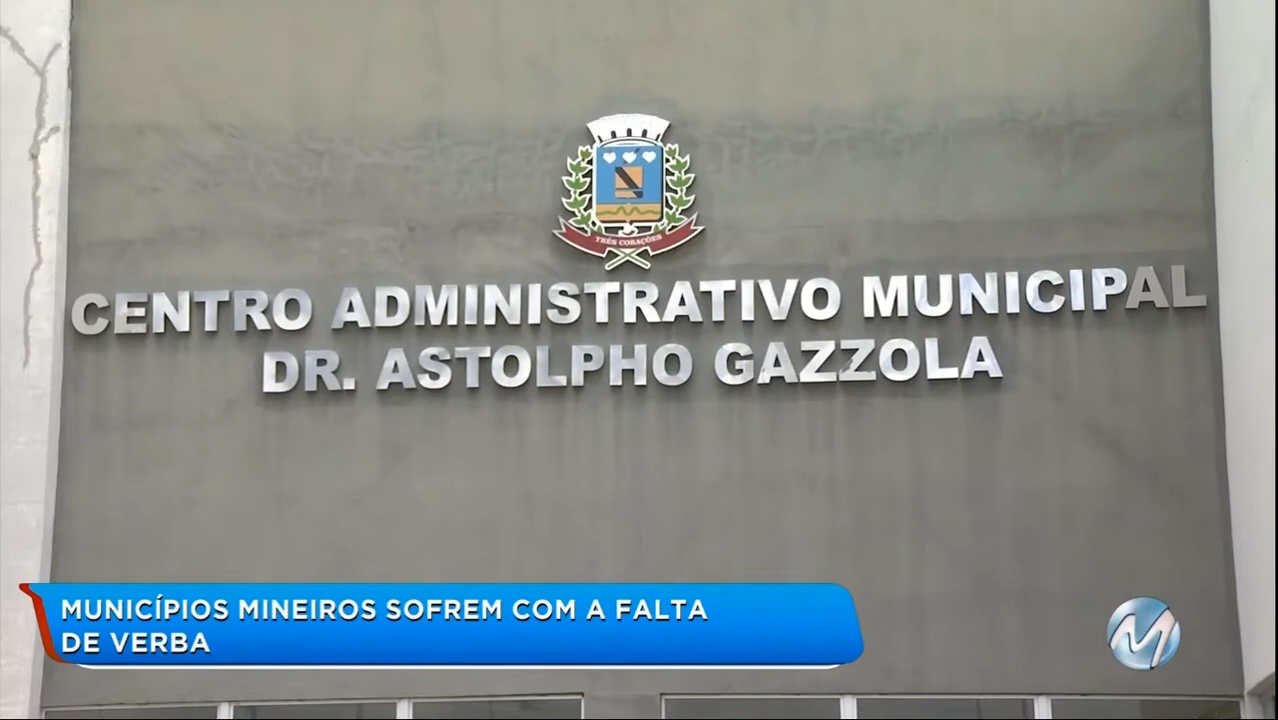 TRÊS CORAÇÕES
CENTRO ADMINISTRATIVO MUNICIPAL
DR. ASTOLPHO GAZZOLA
MUNICÍPIOS MINEIROS SOFREM COM A FALTA
DE VERBA
M